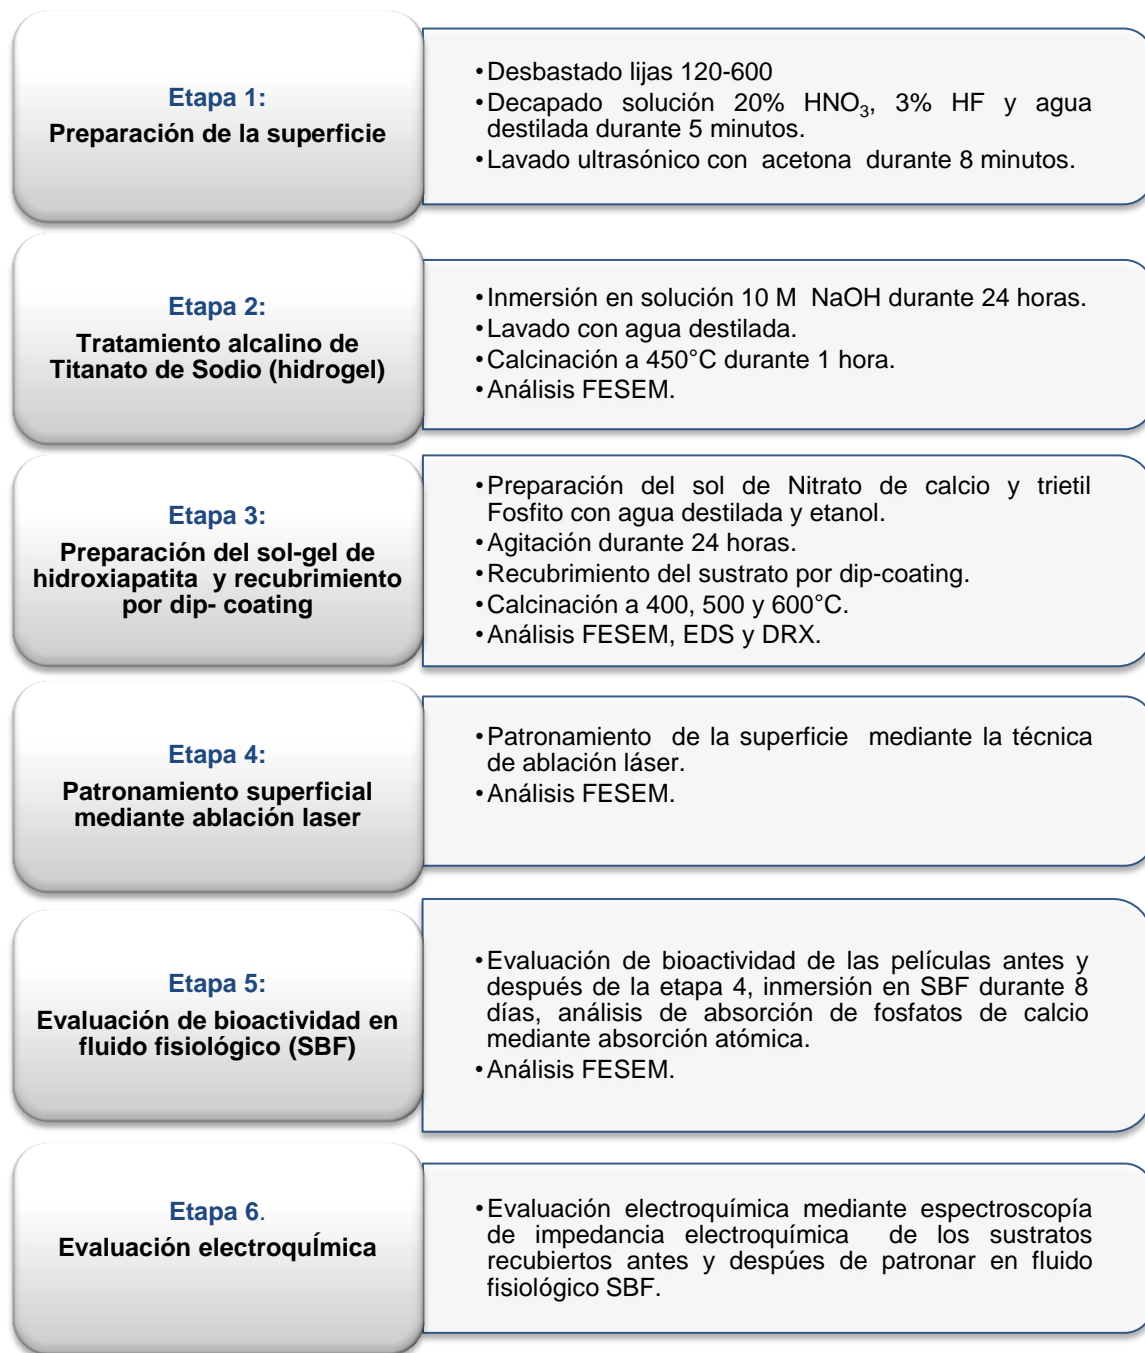 Etapa 1:
Preparación de la superficie
•Desbastado lijas 120-600
•Decapado solución 20% HNO₃, 3% HF y agua
destilada durante 5 minutos.
•Lavado ultrasónico con acetona durante 8 minutos.
Etapa 2:
Tratamiento alcalino de
Titanato de Sodio (hidrogel)
•Inmersión en solución 10 M NaOH durante 24 horas.
•Lavado con agua destilada.
•Calcinación a 450°C durante 1 hora.
•Análisis FESEM.
Etapa 3:
Preparación del sol-gel de
hidroxiapatita y recubrimiento
por dip- coating
•Preparación del sol de Nitrato de calcio y trietil
Fosfito con agua destilada y etanol.
•Agitación durante 24 horas.
•Recubrimiento del sustrato por dip-coating.
•Calcinación a 400, 500 y 600°C.
•Análisis FESEM, EDS y DRX.
Etapa 4:
Patronamiento superficial
mediante ablación laser
•Patronamiento de la superficie mediante la técnica
de ablación láser.
•Análisis FESEM.
Etapa 5:
Evaluación de bioactividad en
fluido fisiológico (SBF)
•Evaluación de bioactividad de las películas antes y
después de la etapa 4, inmersión en SBF durante 8
días, análisis de absorción de fosfatos de calcio
mediante absorción atómica.
•Análisis FESEM.
Etapa 6.
Evaluación electroquÍmica
•Evaluación electroquímica mediante espectroscopía
de impedancia electroquímica de los sustratos
recubiertos antes y despúes de patronar en fluido
fisiológico SBF.